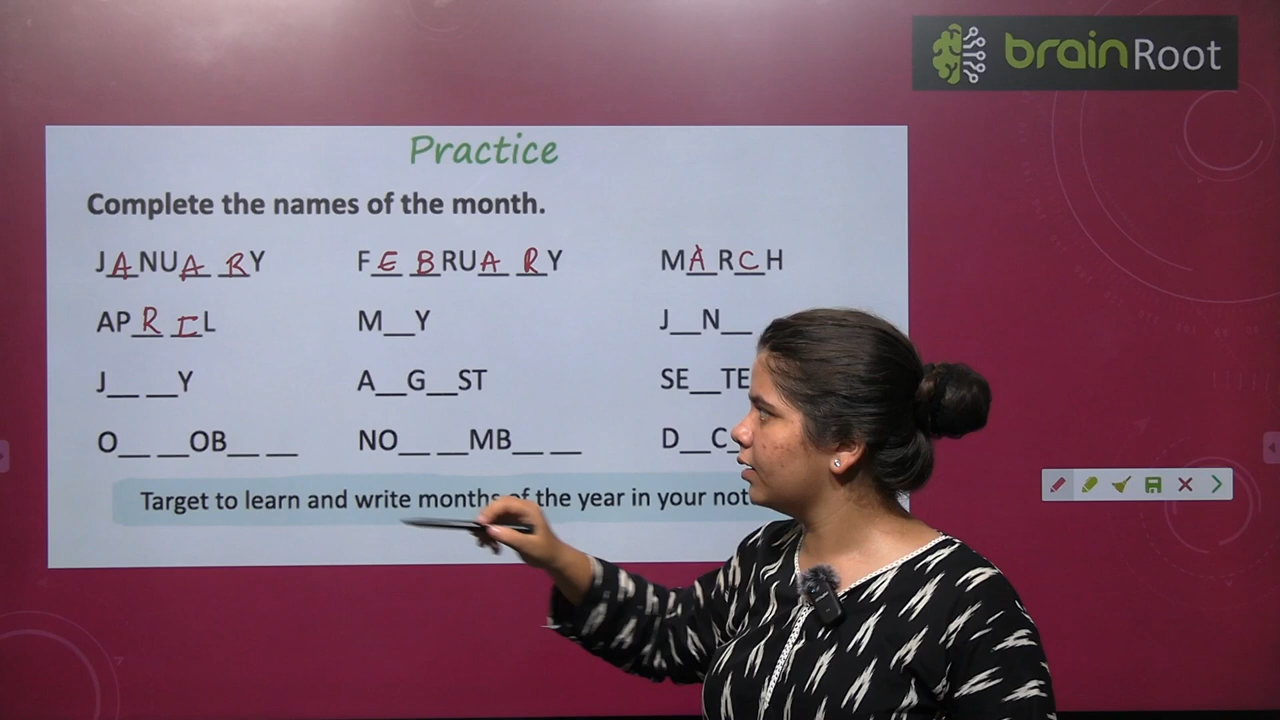 brainRoot
Practice
Complete the names of the month.
JANUARY FEBRUARY MARCH
APRIL M__Y J__N__
J__ __Y A__G__ST SE__TE
O__ __OB__ __ NO__ __MB__ __ D__C
Target to learn and write months of the year in your